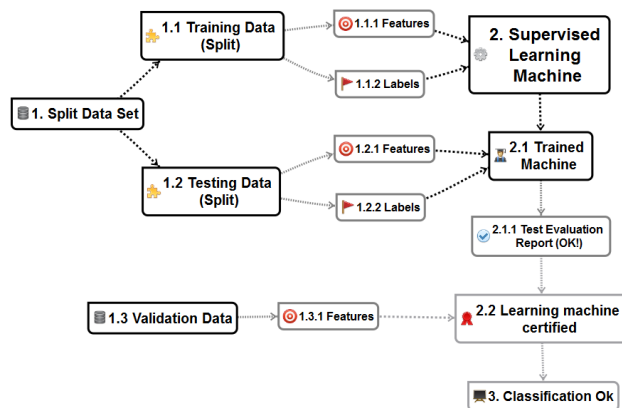 1.1 Training Data
(Split)
1.1.1 Features
1.1.2 Labels
2. Supervised
Learning
Machine
1. Split Data Set
1.2 Testing Data
(Split)
1.2.1 Features
1.2.2 Labels
2.1 Trained
Machine
2.1.1 Test Evaluation
Report (OK!)
1.3 Validation Data
1.3.1 Features
2.2 Learning machine
certified
3. Classification Ok